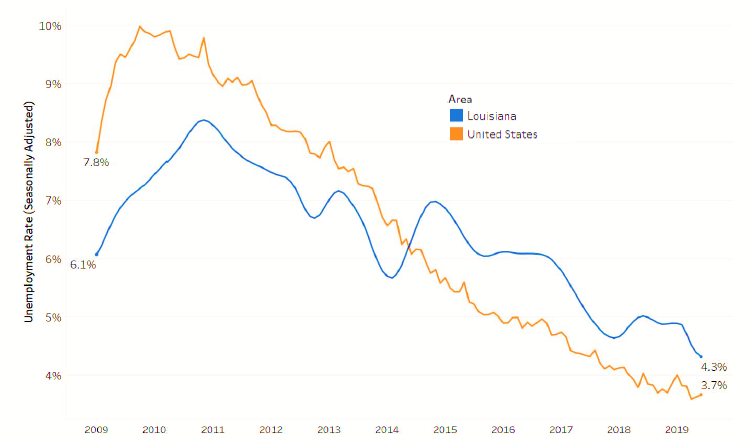 10%
9%
8%
7%
6%
5%
4%
Unemployment Rate (Seasonally Adjusted)
Area
Louisiana
United States
7.8%
6.1%
4.3%
3.7%
2009 2010 2011 2012 2013 2014 2015 2016 2017 2018 2019